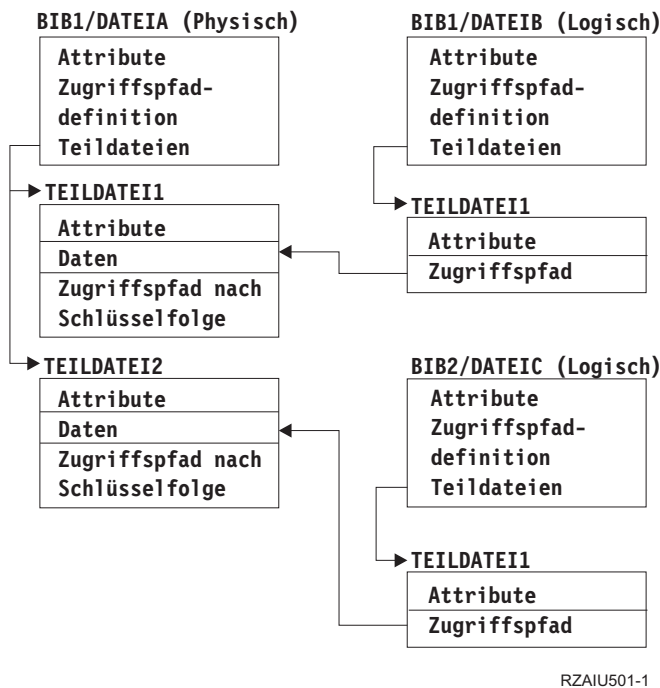 BIB1/DATEIA (Physisch)
Attribute
Zugriffspfad-
definition
Teildateien
TEILDATEI1
Attribute
Daten
Zugriffspfad nach
Schlüsselfolge
TEILDATEI2
Attribute
Daten
Zugriffspfad nach
Schlüsselfolge
BIB1/DATEIB (Logisch)
Attribute
Zugriffspfad-
definition
Teildateien
TEILDATEI1
Attribute
Zugriffspfad
BIB2/DATEIC (Logisch)
Attribute
Zugriffspfad-
definition
Teildateien
TEILDATEI1
Attribute
Zugriffspfad
RZAIU501-1